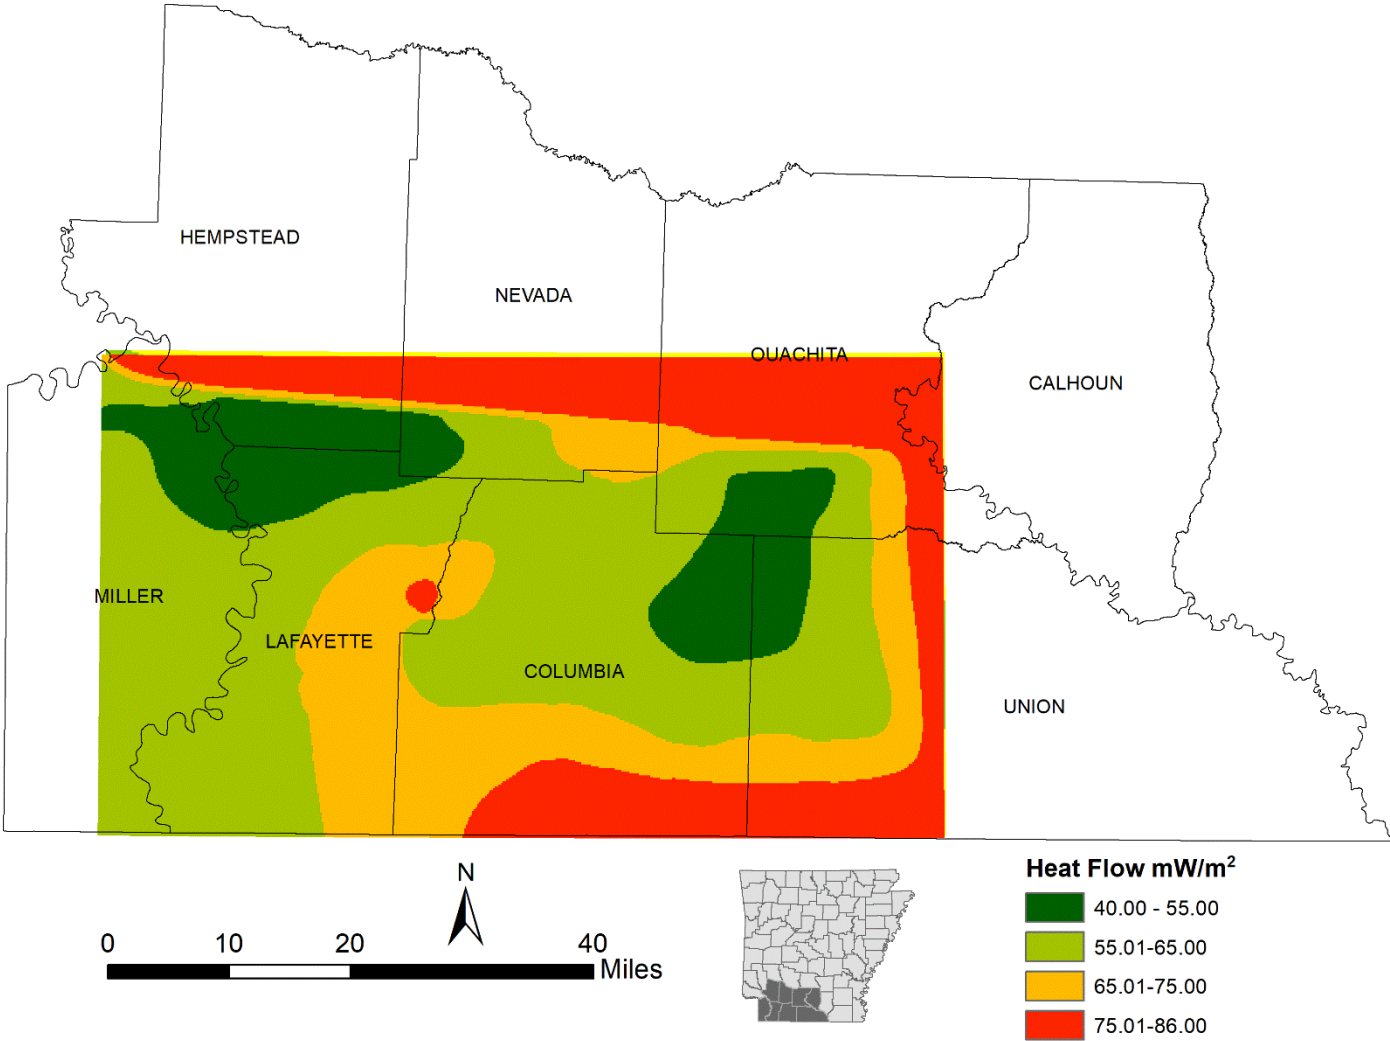 HEMPSTEAD
NEVADA
OUACHITA
CALHOUN
MILLER
LAFAYETTE
COLUMBIA
UNION
N
0 10 20 40
Miles
Heat Flow mW/m²
40.00 - 55.00
55.01-65.00
65.01-75.00
75.01-86.00